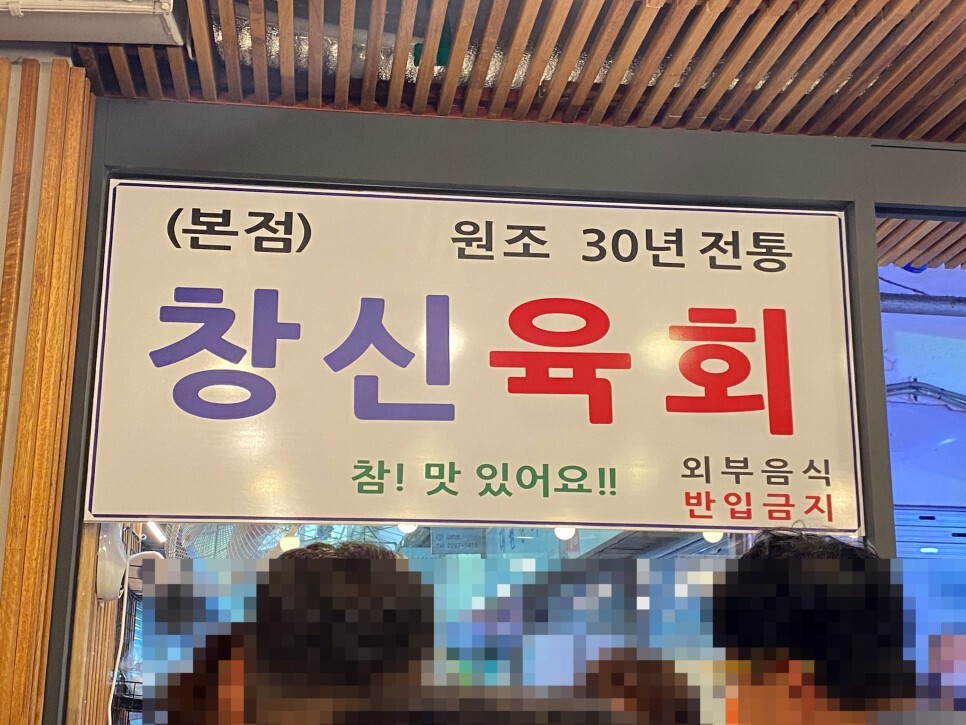 (본점) 원조 30년 전통
창신육회
참! 맛 있어요!!
외부음식
반입금지